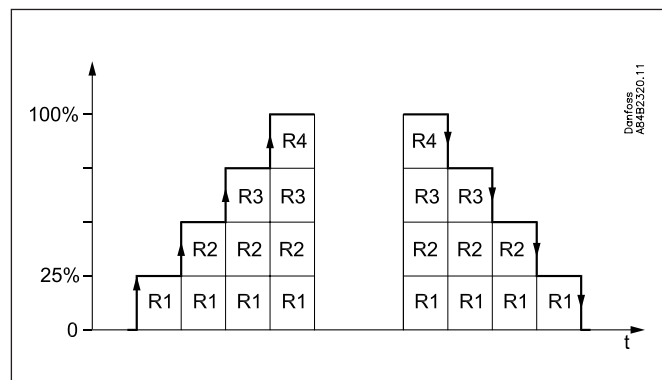 Danfoss
A84B2320.11
100%
R4 R4
R3 R3 R3 R3
R2 R2 R2 R2 R2 R2
25%
R1 R1 R1 R1 R1 R1 R1 R1
0
t